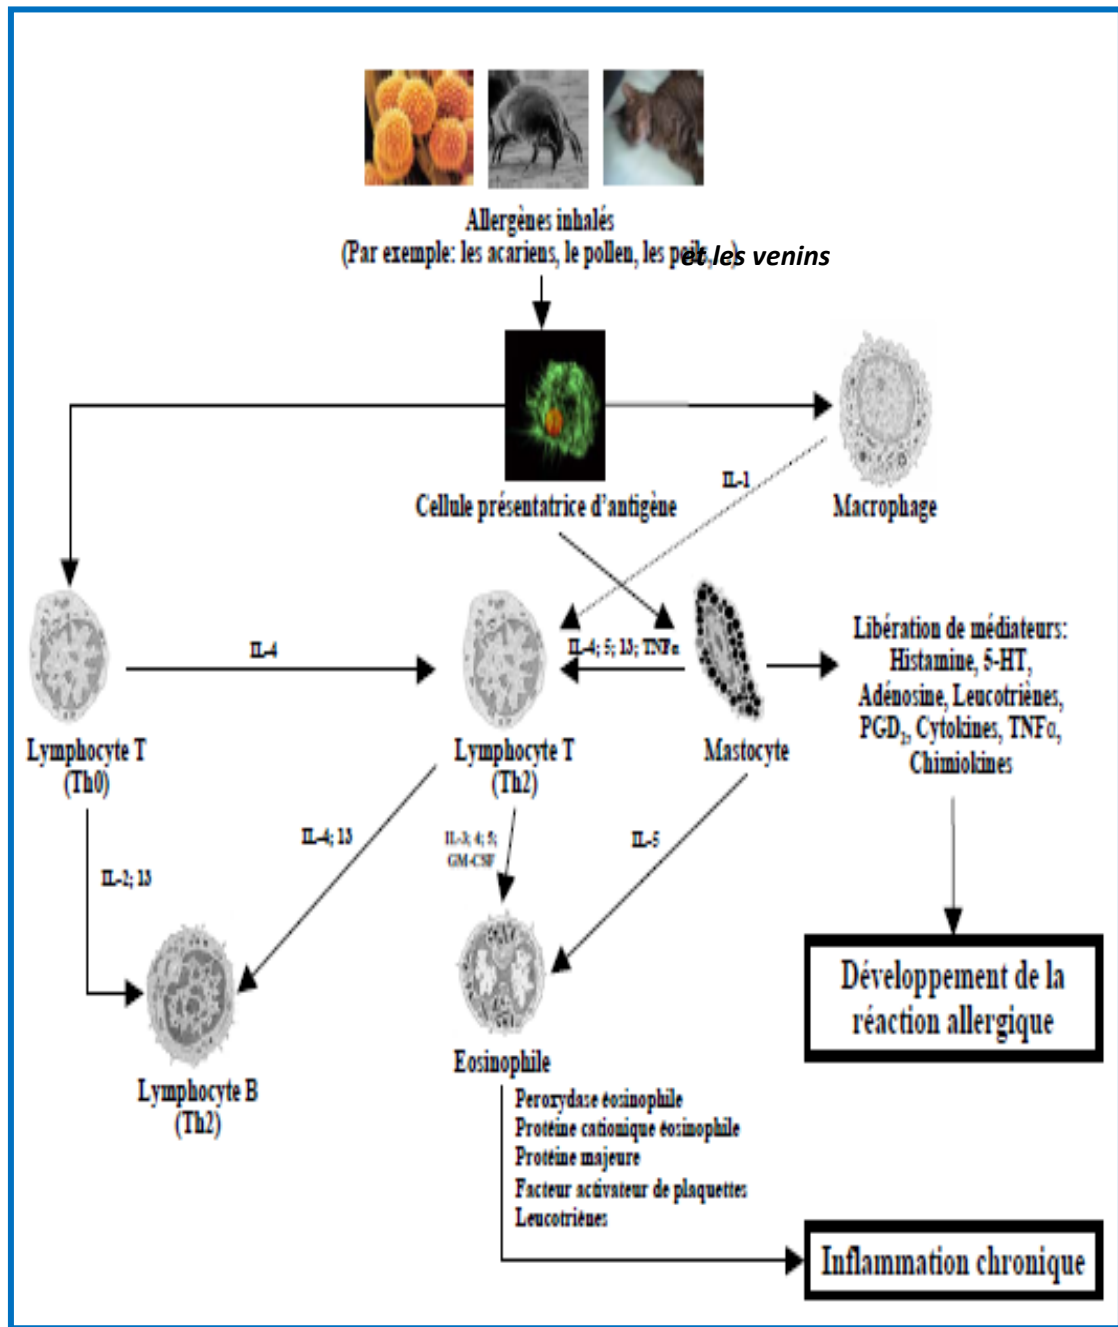 Allergènes inhalés
(Par exemple: les acariens, le pollen, les poils, ) et les venins
Cellule présentatrice d'antigène
Macrophage
IL-1
IL-4
IL-4; 5; 13; TNFα
Libération de médiateurs:
Histamine, 5-HT,
Adénosine, Leucotriènes,
PGD2, Cytokines, TNFα,
Chimiokines
Lymphocyte T
(Th0)
Lymphocyte T
(Th2)
Mastocyte
IL-2; 13
IL-4; 13
IL-3; 4; 5;
GM-CSF
IL-5
Lymphocyte B
(Th2)
Eosinophile
Développement de la
réaction allergique
Peroxydase éosinophile
Protéine cationique éosinophile
Protéine majeure
Facteur activateur de plaquettes
Leucotriènes
Inflammation chronique